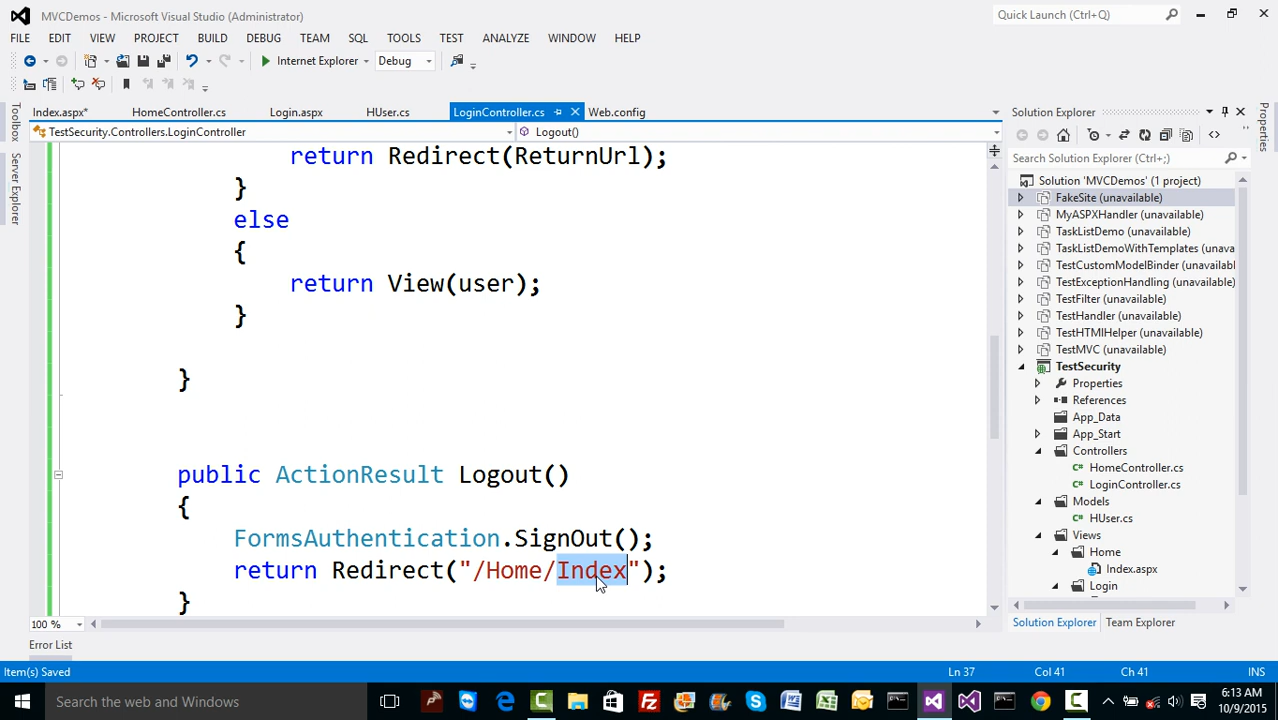 MVCDemos - Microsoft Visual Studio (Administrator)
Quick Launch (Ctrl+Q)
FILE EDIT VIEW PROJECT BUILD DEBUG TEAM SQL TOOLS TEST ANALYZE WINDOW HELP
Internet Explorer Debug
Index.aspx* HomeController.cs Login.aspx HUser.cs LoginController.cs Web.config
TestSecurity.Controllers.LoginController Logout()
Toolbox
Server Explorer
return Redirect(ReturnUrl);
}
else
{
return View(user);
}
}
public ActionResult Logout()
{
FormsAuthentication.SignOut();
return Redirect("/Home/Index");
}
100 %
Error List
Solution Explorer
Search Solution Explorer (Ctrl+;)
Solution 'MVCDemos' (1 project)
FakeSite (unavailable)
MyASPXHandler (unavailable)
TaskListDemo (unavailable)
TaskListDemoWithTemplates (unava
TestCustomModelBinder (unavailabl
TestExceptionHandling (unavailable)
TestFilter (unavailable)
TestHandler (unavailable)
TestHTMlHelper (unavailable)
TestMVC (unavailable)
TestSecurity
Properties
References
App_Data
App_Start
Controllers
HomeController.cs
LoginController.cs
Models
HUser.cs
Views
Home
Index.aspx
Login
Solution Explorer Team Explorer
Properties
Item(s) Saved Ln 37 Col 41 Ch 41 INS
Search the web and Windows
6:13 AM
10/9/2015